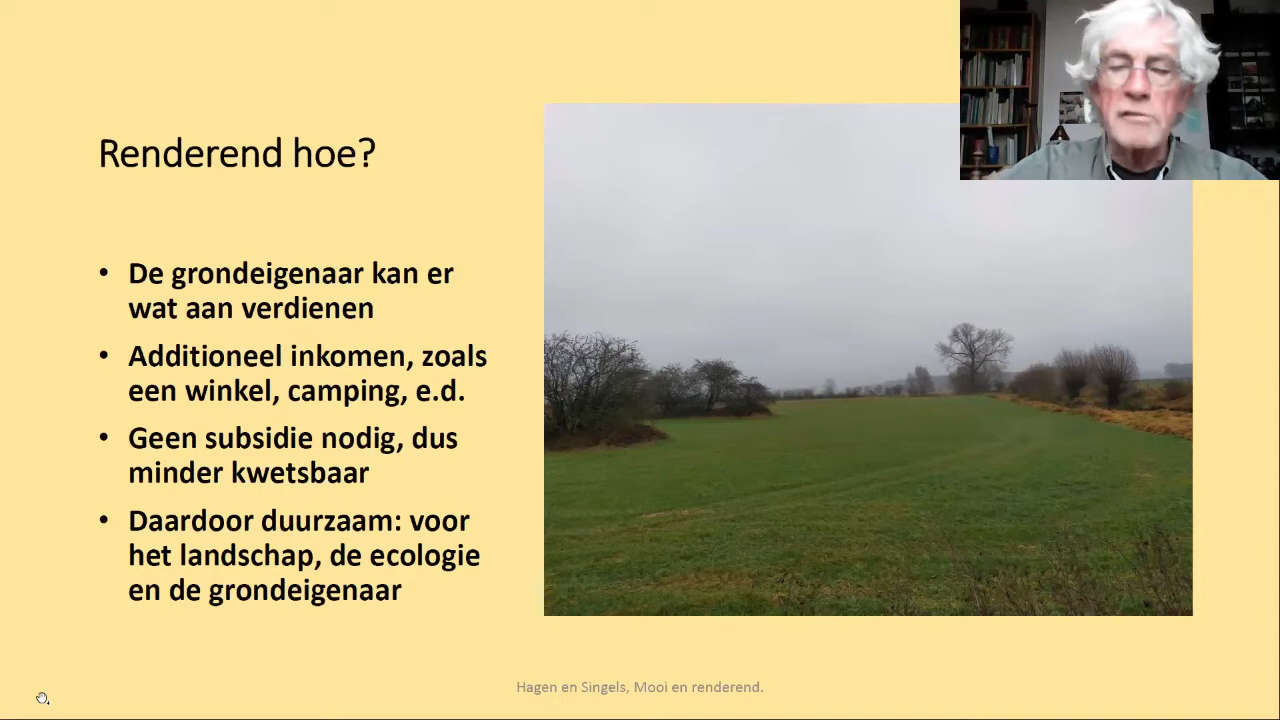 Renderend hoe?
• De grondeigenaar kan er
wat aan verdienen
• Additioneel inkomen, zoals
een winkel, camping, e.d.
• Geen subsidie nodig, dus
minder kwetsbaar
• Daardoor duurzaam: voor
het landschap, de ecologie
en de grondeigenaar
Hagen en Singels, Mooi en renderend.